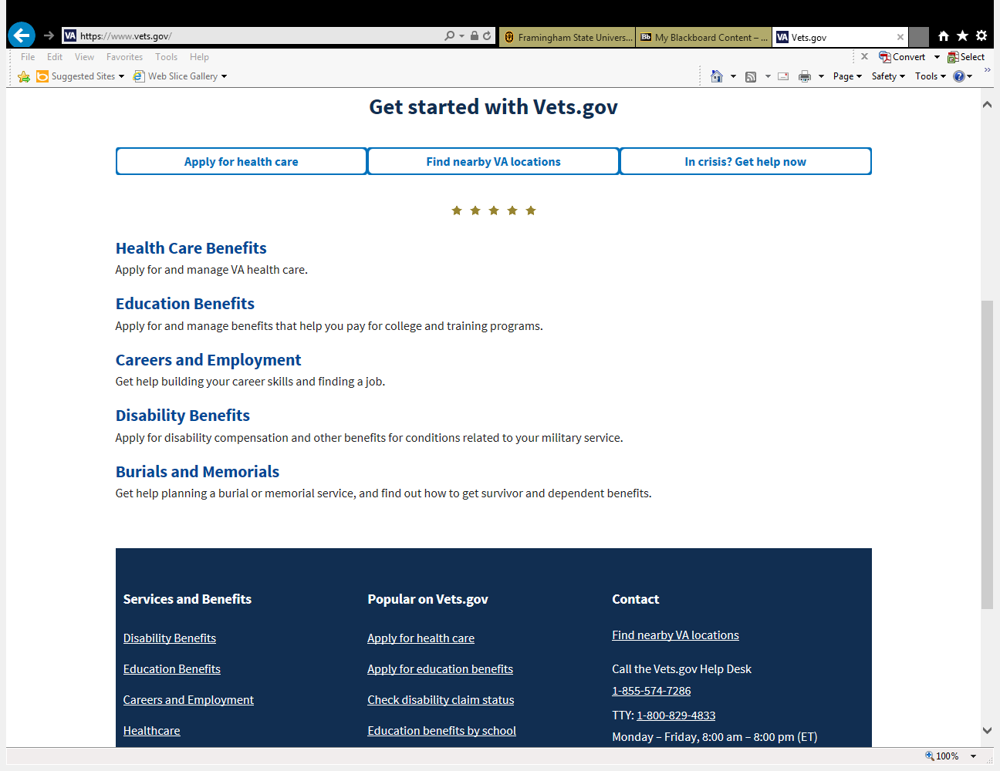 VA https://www.vets.gov/
Framingham State Univers...
Bb My Blackboard Content – ...
VA Vets.gov
File Edit View Favorites Tools Help
Convert Select
Suggested Sites Web Slice Gallery
Page Safety Tools
Get started with Vets.gov
Apply for health care Find nearby VA locations In crisis? Get help now
Health Care Benefits
Apply for and manage VA health care.
Education Benefits
Apply for and manage benefits that help you pay for college and training programs.
Careers and Employment
Get help building your career skills and finding a job.
Disability Benefits
Apply for disability compensation and other benefits for conditions related to your military service.
Burials and Memorials
Get help planning a burial or memorial service, and find out how to get survivor and dependent benefits.
Services and Benefits
Disability Benefits
Education Benefits
Careers and Employment
Healthcare
Popular on Vets.gov
Apply for health care
Apply for education benefits
Check disability claim status
Education benefits by school
Contact
Find nearby VA locations
Call the Vets.gov Help Desk
1-855-574-7286
TTY: 1-800-829-4833
Monday – Friday, 8:00 am – 8:00 pm (ET)
100%